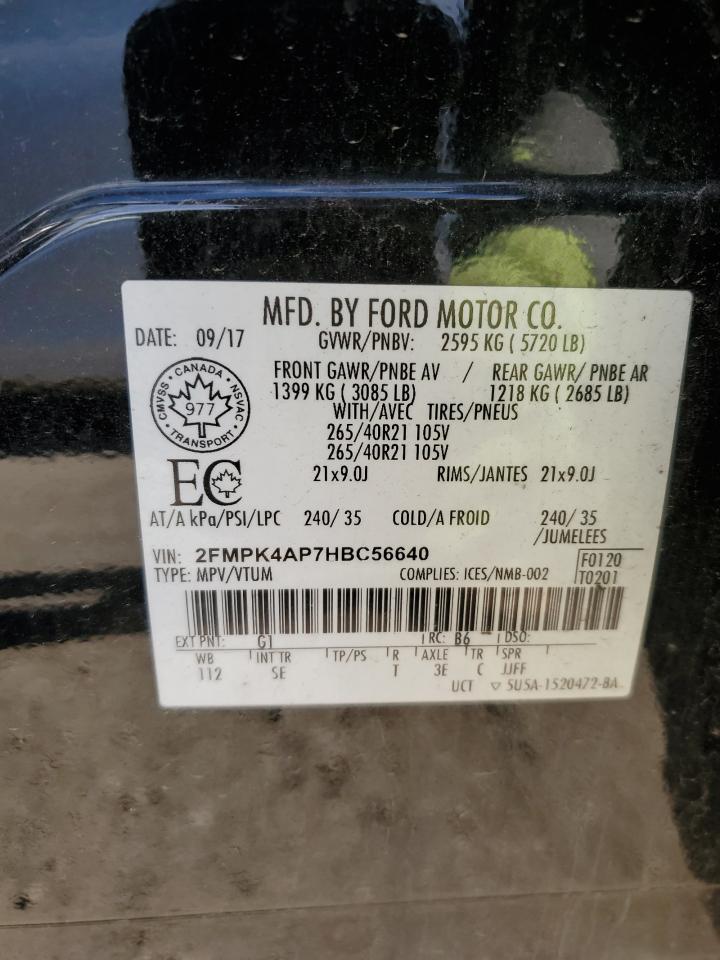 MFD. BY FORD MOTOR CO.
DATE: 09/17 GVWR/PNBV: 2595 KG ( 5720 LB)
FRONT GAWR/PNBE AV / REAR GAWR/ PNBE AR
1399 KG ( 3085 LB) 1218 KG ( 2685 LB)
WITH/AVEC TIRES/PNEUS
265/40R21 105V
265/40R21 105V
21x9.0J RIMS/JANTES 21x9.0J
CMVSS • CANADA • NSVAC • TRANSPORT •
977
EC
AT/A kPa/PSI/LPC 240/ 35 COLD/A FROID 240/ 35
/JUMELEES
VIN: 2FMPK4AP7HBC56640 F0120
TYPE: MPV/VTUM COMPLIES: ICES/NMB-002 T0201
EXT PNT: G1 RC: B6 DSO:
WB INT TR TP/PS R AXLE TR SPR
112 SE T 3E C JJFF
UCT ▽ 5U5A-1520472-BA